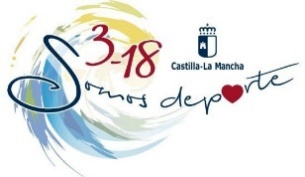 3-18
Castilla-La Mancha
Somos deporte